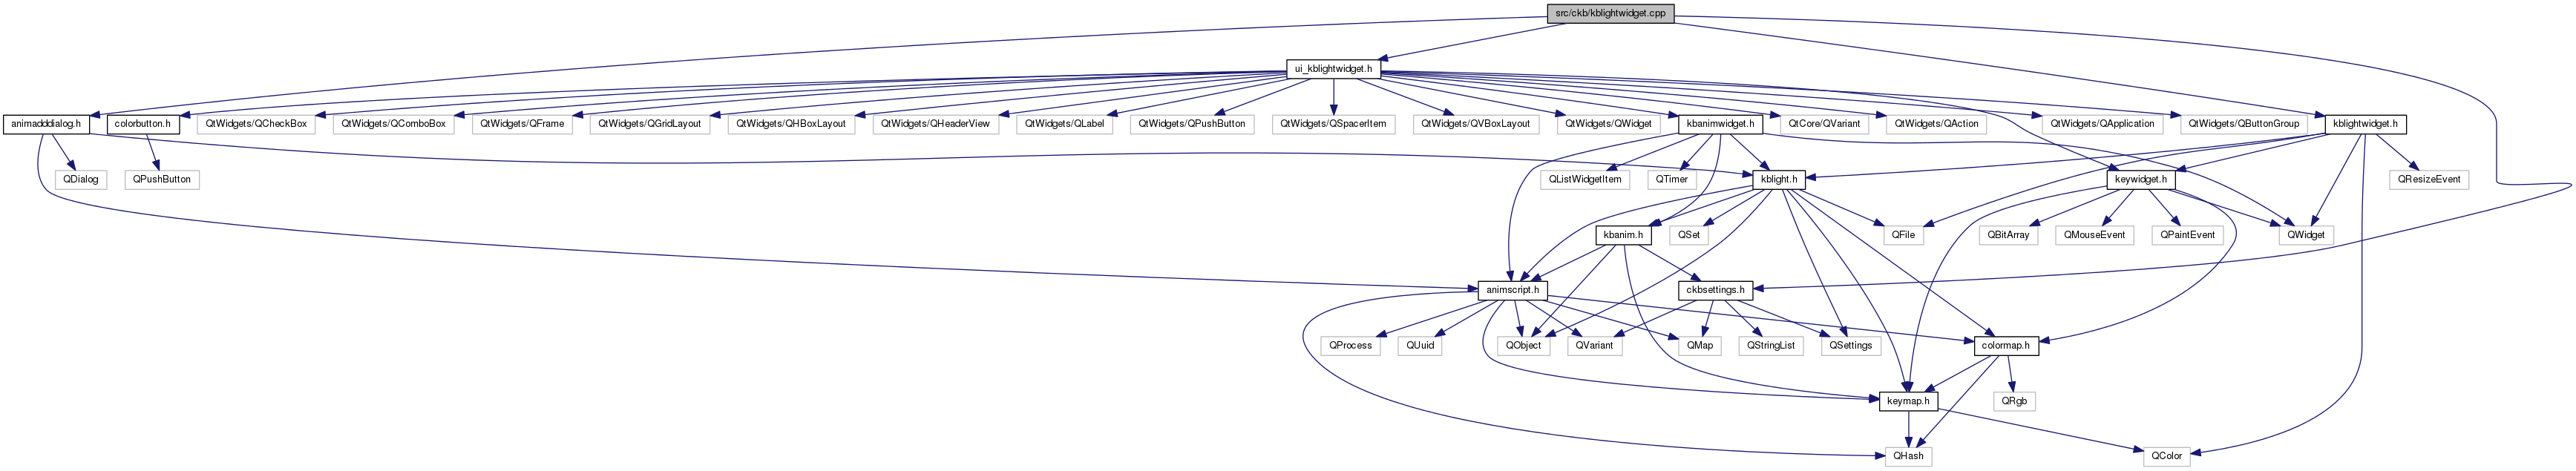 src/ckb/kblightwidget.cpp
ui_kblightwidget.h
animadddialog.h
colorbutton.h
QtWidgets/QCheckBox
QtWidgets/QComboBox
QtWidgets/QFrame
QtWidgets/QGridLayout
QtWidgets/QHBoxLayout
QtWidgets/QHeaderView
QtWidgets/QLabel
QtWidgets/QPushButton
QtWidgets/QSpacerItem
QtWidgets/QVBoxLayout
QtWidgets/QWidget
kbanimwidget.h
QtCore/QVariant
QtWidgets/QAction
QtWidgets/QApplication
QtWidgets/QButtonGroup
kblightwidget.h
QDialog
QPushButton
QListWidgetItem
QTimer
kblight.h
keywidget.h
QResizeEvent
kbanim.h
QSet
QFile
QBitArray
QMouseEvent
QPaintEvent
QWidget
animscript.h
ckbsettings.h
QProcess
QUuid
QObject
QVariant
QMap
QStringList
QSettings
colormap.h
keymap.h
QRgb
QHash
QColor